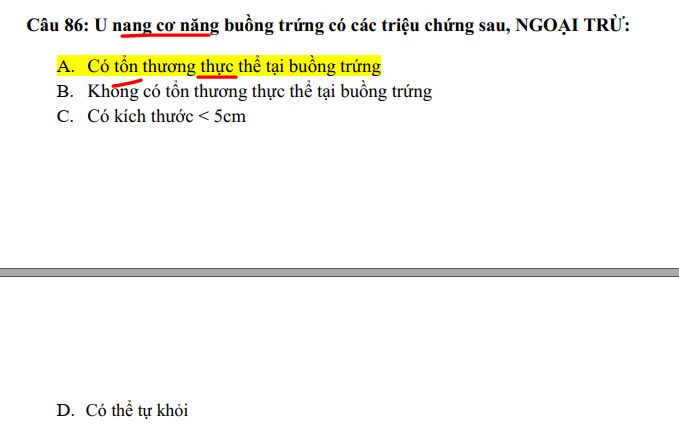 Câu 86: U nang cơ năng buồng trứng có các triệu chứng sau, NGOẠI TRỪ:
A. Có tổn thương thực thể tại buồng trứng
B. Không có tổn thương thực thể tại buồng trứng
C. Có kích thước < 5cm
D. Có thể tự khỏi